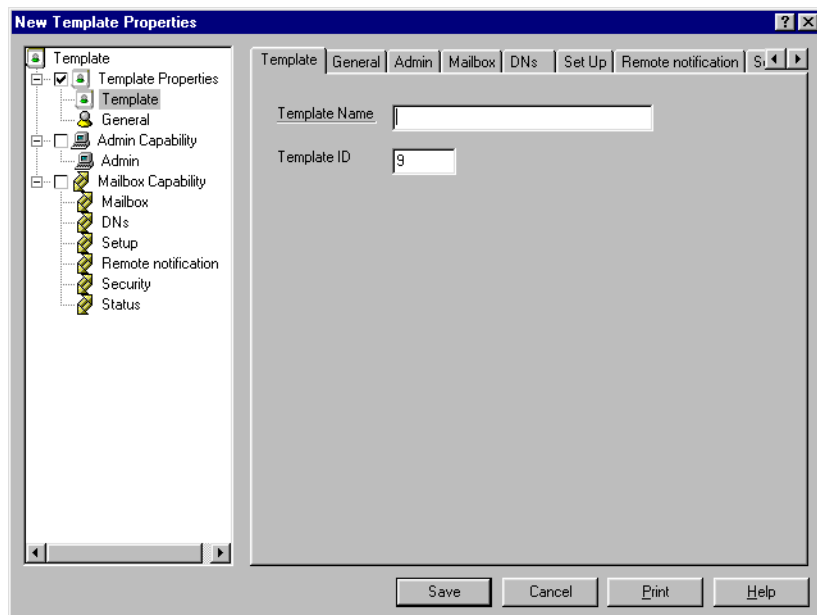 New Template Properties
Template
Template Properties
Template
General
Admin Capability
Admin
Mailbox Capability
Mailbox
DNs
Setup
Remote notification
Security
Status
Template General Admin Mailbox DNs Set Up Remote notification
Template Name
Template ID 9
Save Cancel Print Help